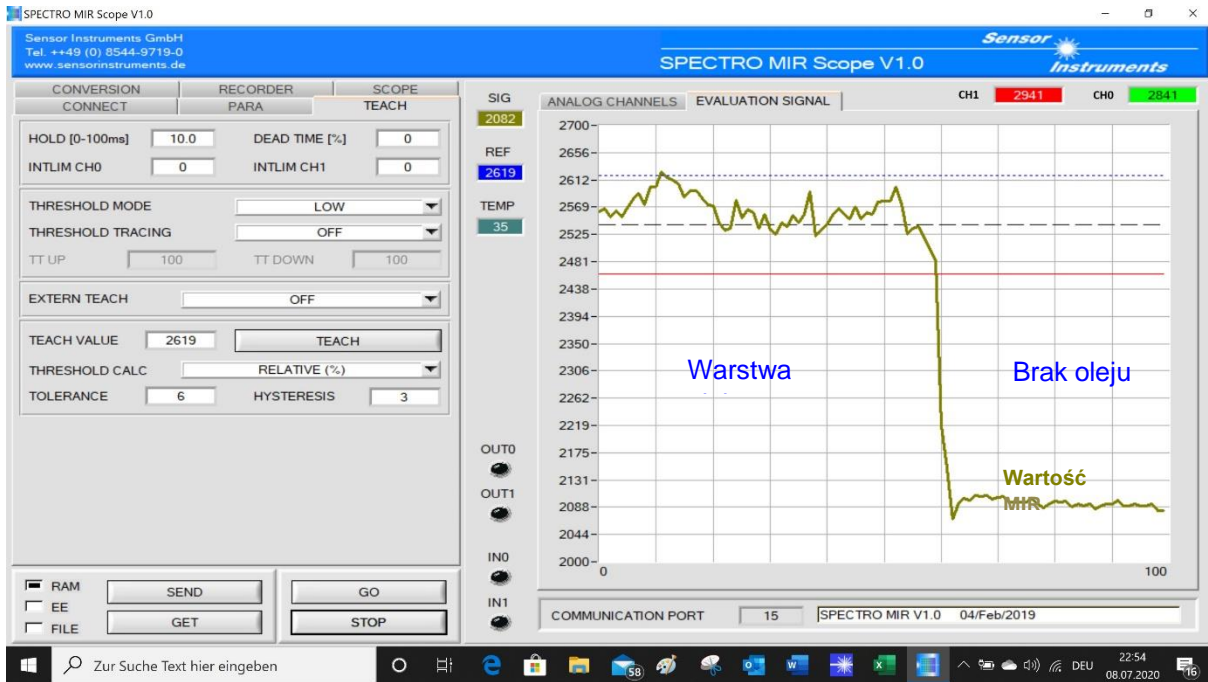 SPECTRO MIR Scope V1.0
Sensor Instruments GmbH
Tel. ++49 (0) 8544-9719-0
www.sensorinstruments.de
SPECTRO MIR Scope V1.0
Sensor
Instruments
CONVERSION RECORDER SCOPE
CONNECT PARA TEACH
HOLD [0-100ms] 10.0 DEAD TIME [%] 0
INTLIM CH0 0 INTLIM CH1 0
THRESHOLD MODE LOW
THRESHOLD TRACING OFF
TT UP 100 TT DOWN 100
EXTERN TEACH OFF
TEACH VALUE 2619 TEACH
THRESHOLD CALC RELATIVE (%)
TOLERANCE 6 HYSTERESIS 3
RAM
EE
FILE
SEND GO
GET STOP
SIG
2082
REF
2619
TEMP
35
OUT0
OUT1
IN0
IN1
ANALOG CHANNELS EVALUATION SIGNAL
CH1 2941 CH0 2841
2700
2656
2612
2569
2525
2481
2438
2394
2350
2306
2262
2219
2175
2131
2088
2044
2000
0 100
Warstwa
Brak oleju
Wartość
MIR
COMMUNICATION PORT 15 SPECTRO MIR V1.0 04/Feb/2019
Zur Suche Text hier eingeben
58
DEU
22:54
08.07.2020
16